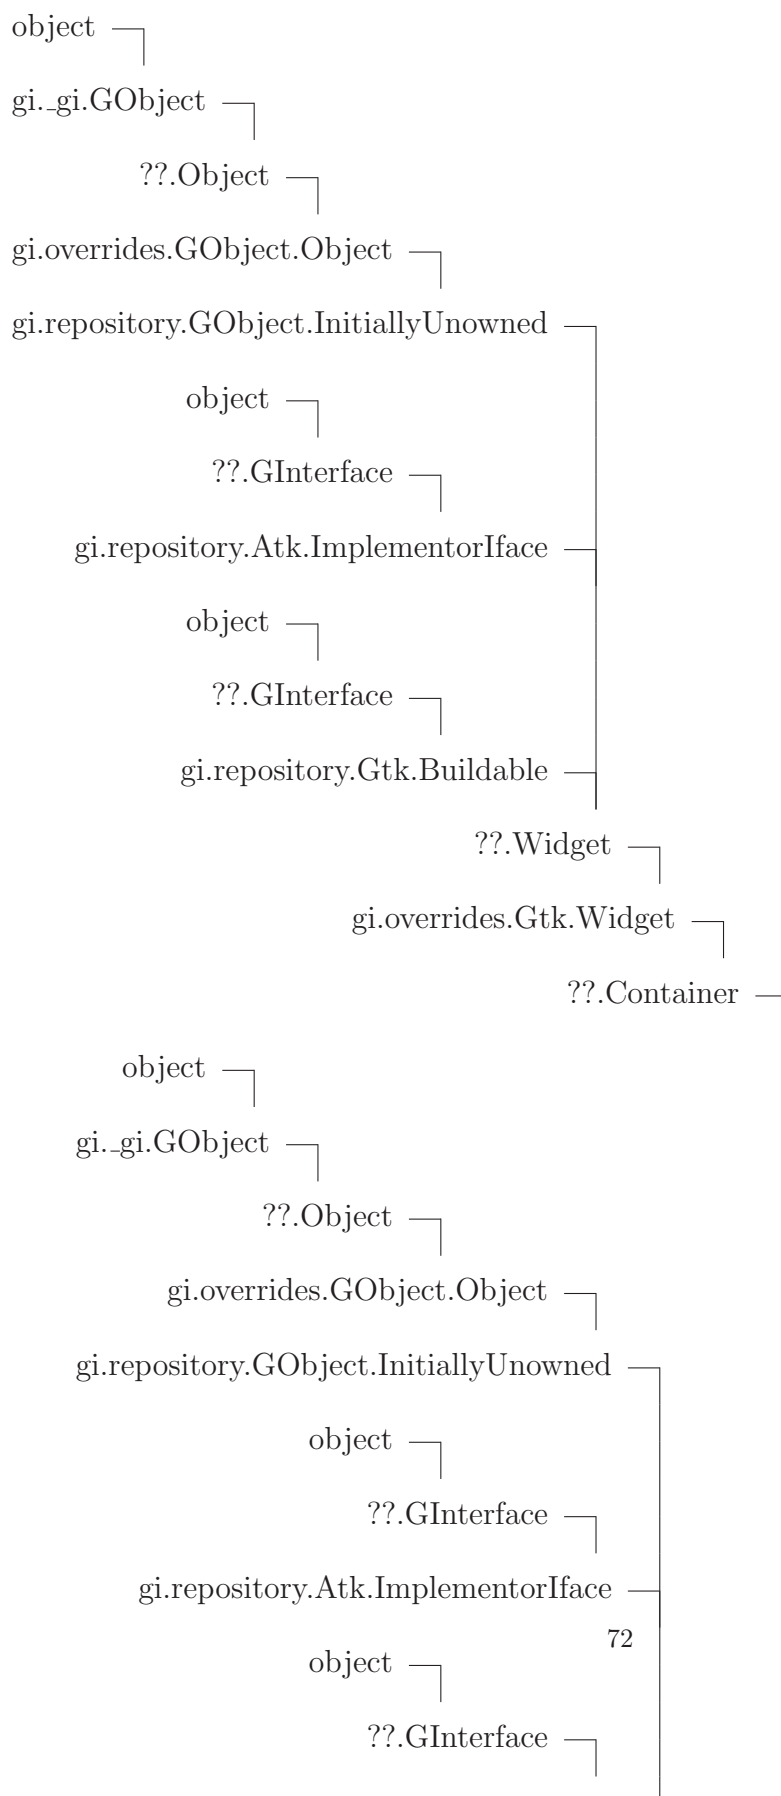 object
gi._gi.GObject
??.Object
gi.overrides.GObject.Object
gi.repository.GObject.InitiallyUnowned
object
??.GInterface
gi.repository.Atk.ImplementorIface
object
??.GInterface
gi.repository.Gtk.Buildable
??.Widget
gi.overrides.Gtk.Widget
??.Container
object
gi._gi.GObject
??.Object
gi.overrides.GObject.Object
gi.repository.GObject.InitiallyUnowned
object
??.GInterface
gi.repository.Atk.ImplementorIface
72
object
??.GInterface